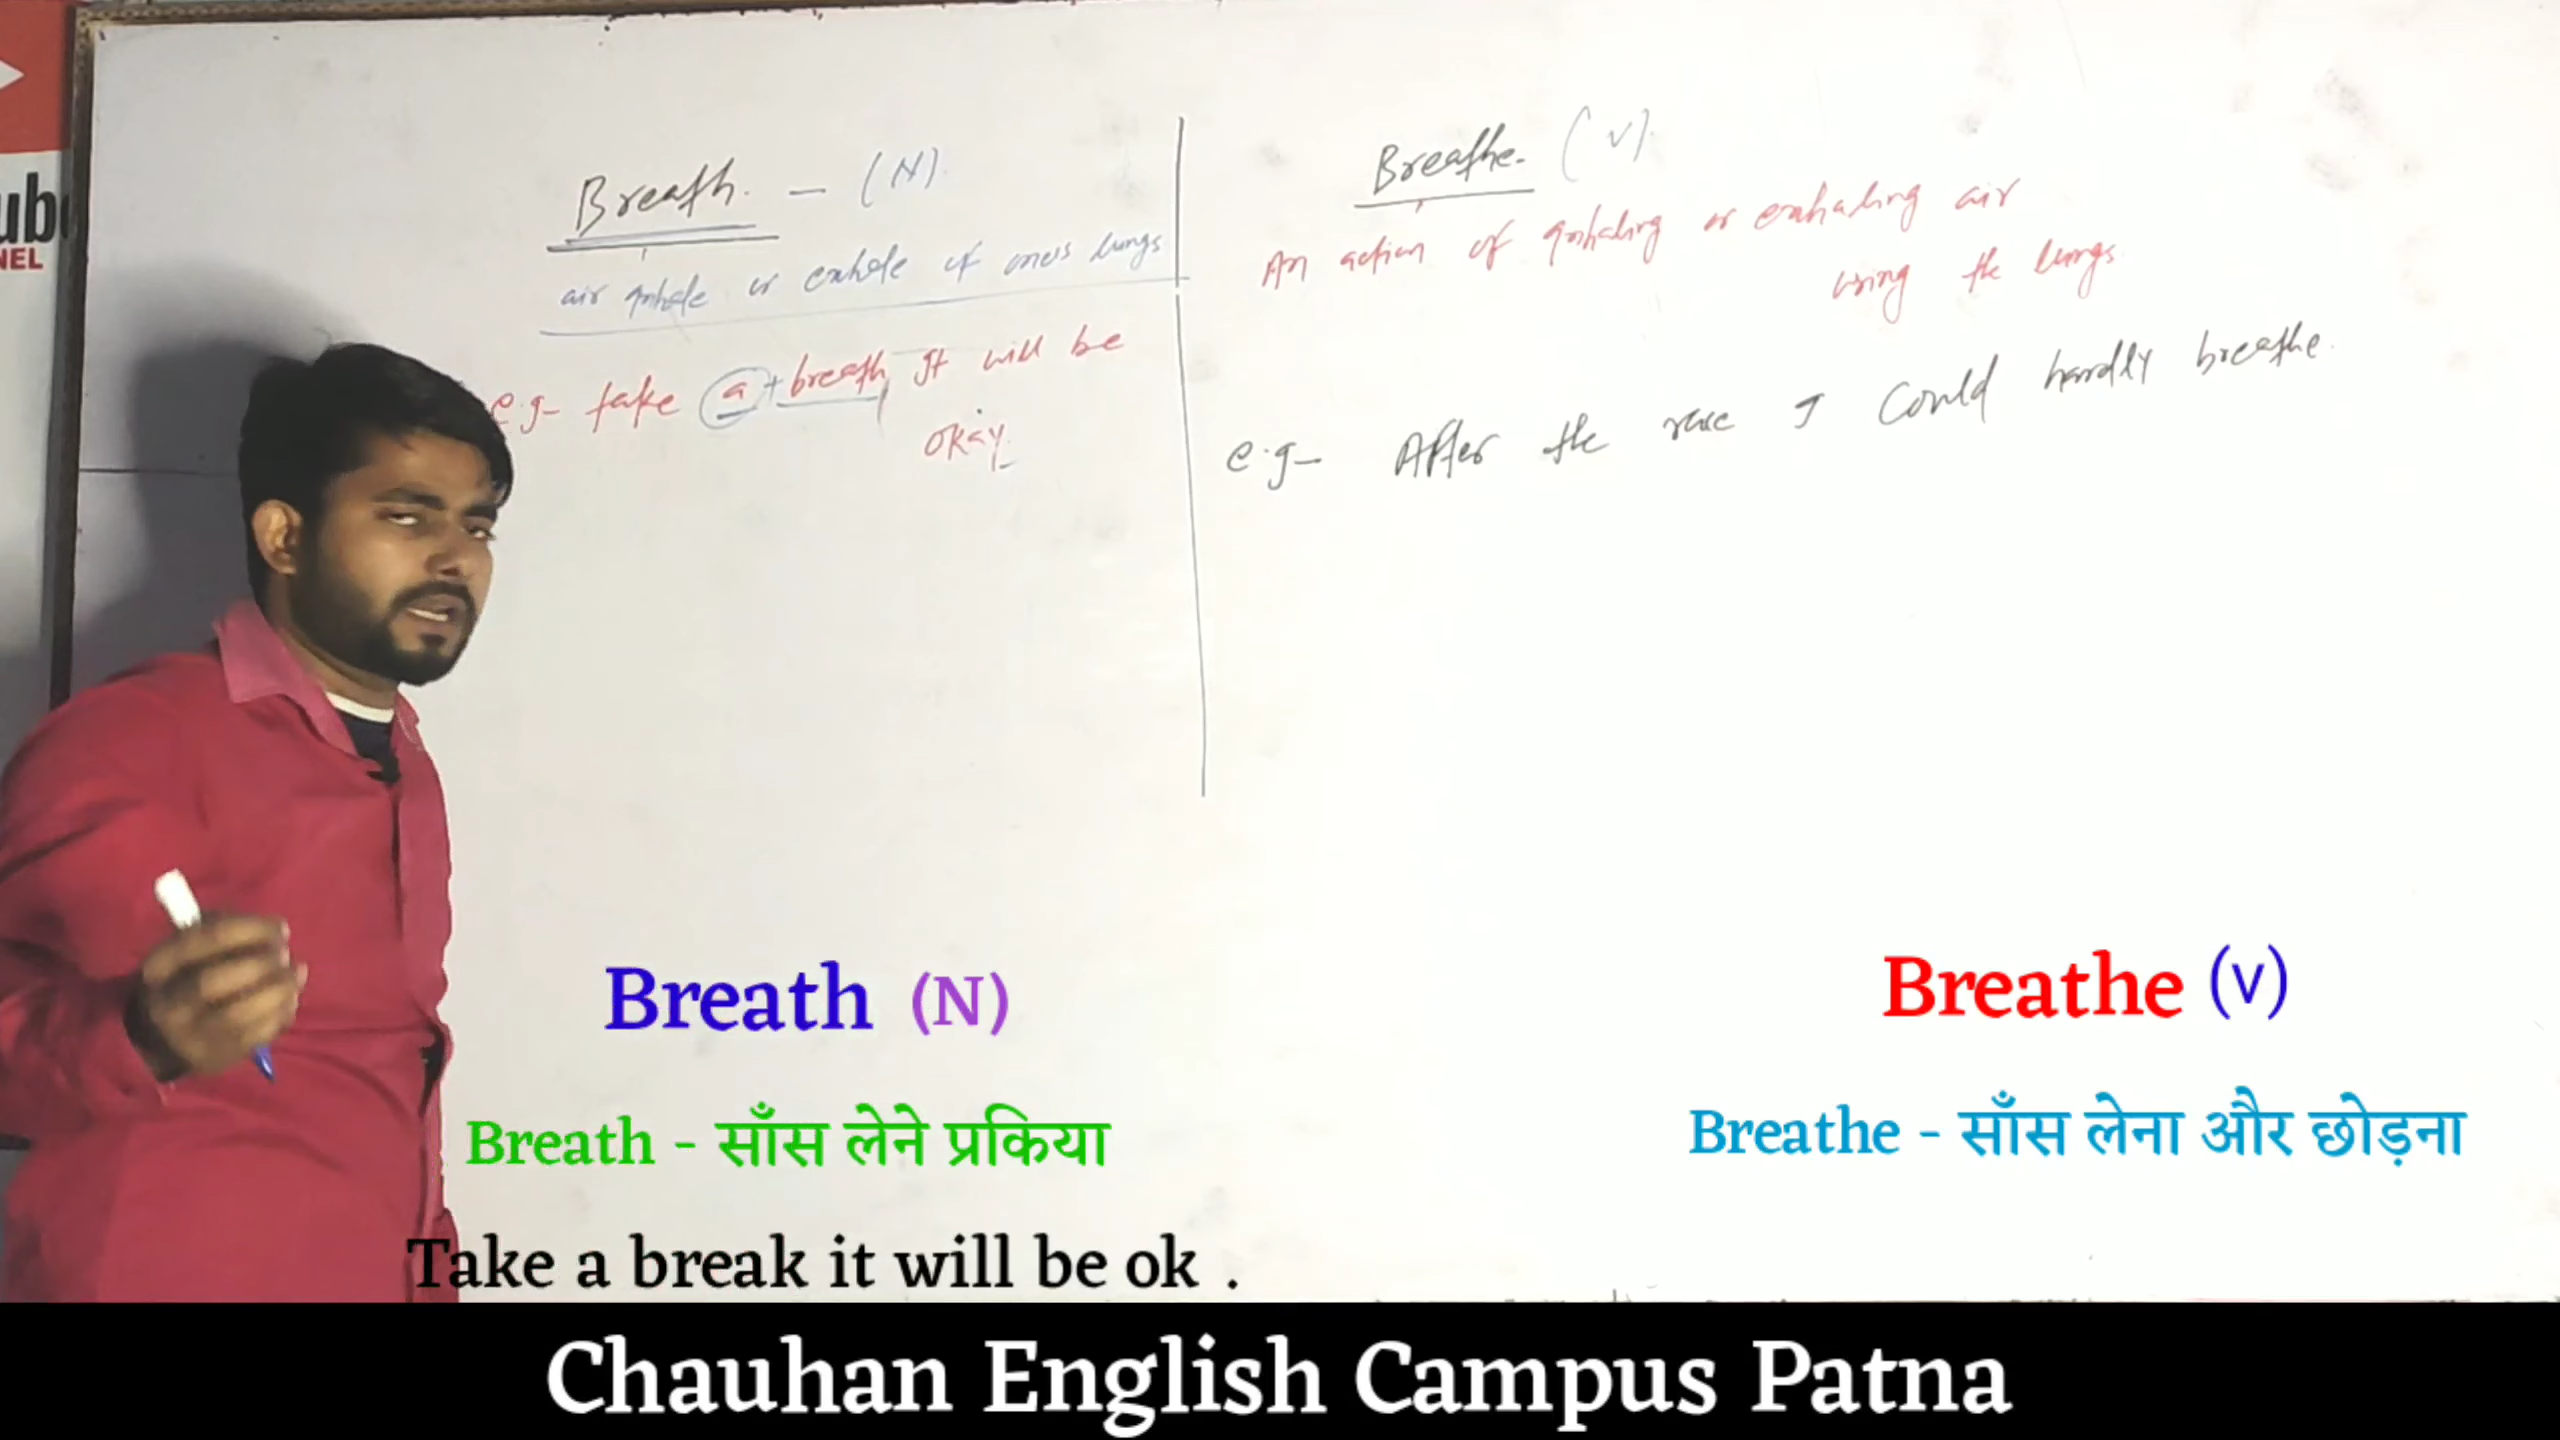 ub
NEL
Breath. — (N).
air inhale or exhale of ones lungs
e.g- take a + breath, It will be
okay.
Breathe. (V).
An action of inhaling or exhaling air
using the lungs.
e.g- After the race I Could hardly breathe.
Breath (N)
Breath - साँस लेने प्रकिया
Take a break it will be ok .
Breathe (v)
Breathe - साँस लेना और छोड़ना
Chauhan English Campus Patna